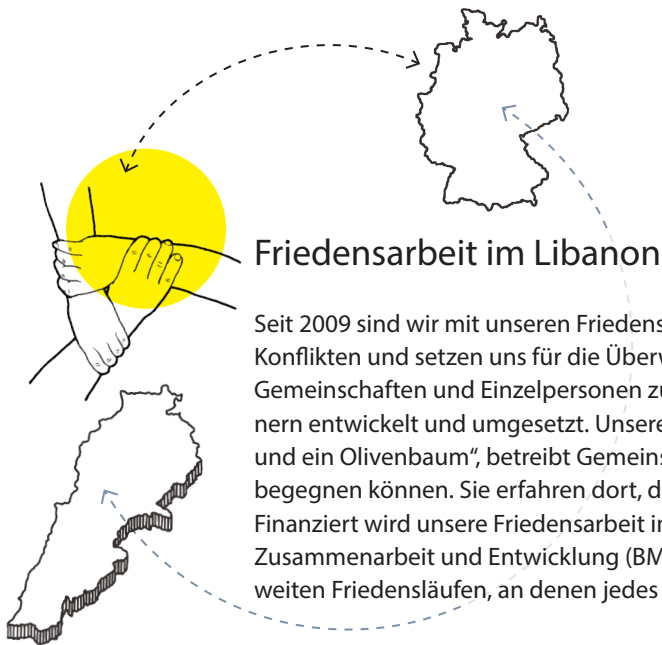 Friedensarbeit im Libanon
Seit 2009 sind wir mit unseren Friedens
Konflikten und setzen uns für die Überw
Gemeinschaften und Einzelpersonen zu
nern entwickelt und umgesetzt. Unsere
und ein Olivenbaum“, betreibt Gemeins
begegnen können. Sie erfahren dort, d
Finanziert wird unsere Friedensarbeit in
Zusammenarbeit und Entwicklung (BM
weiten Friedensläufen, an denen jedes